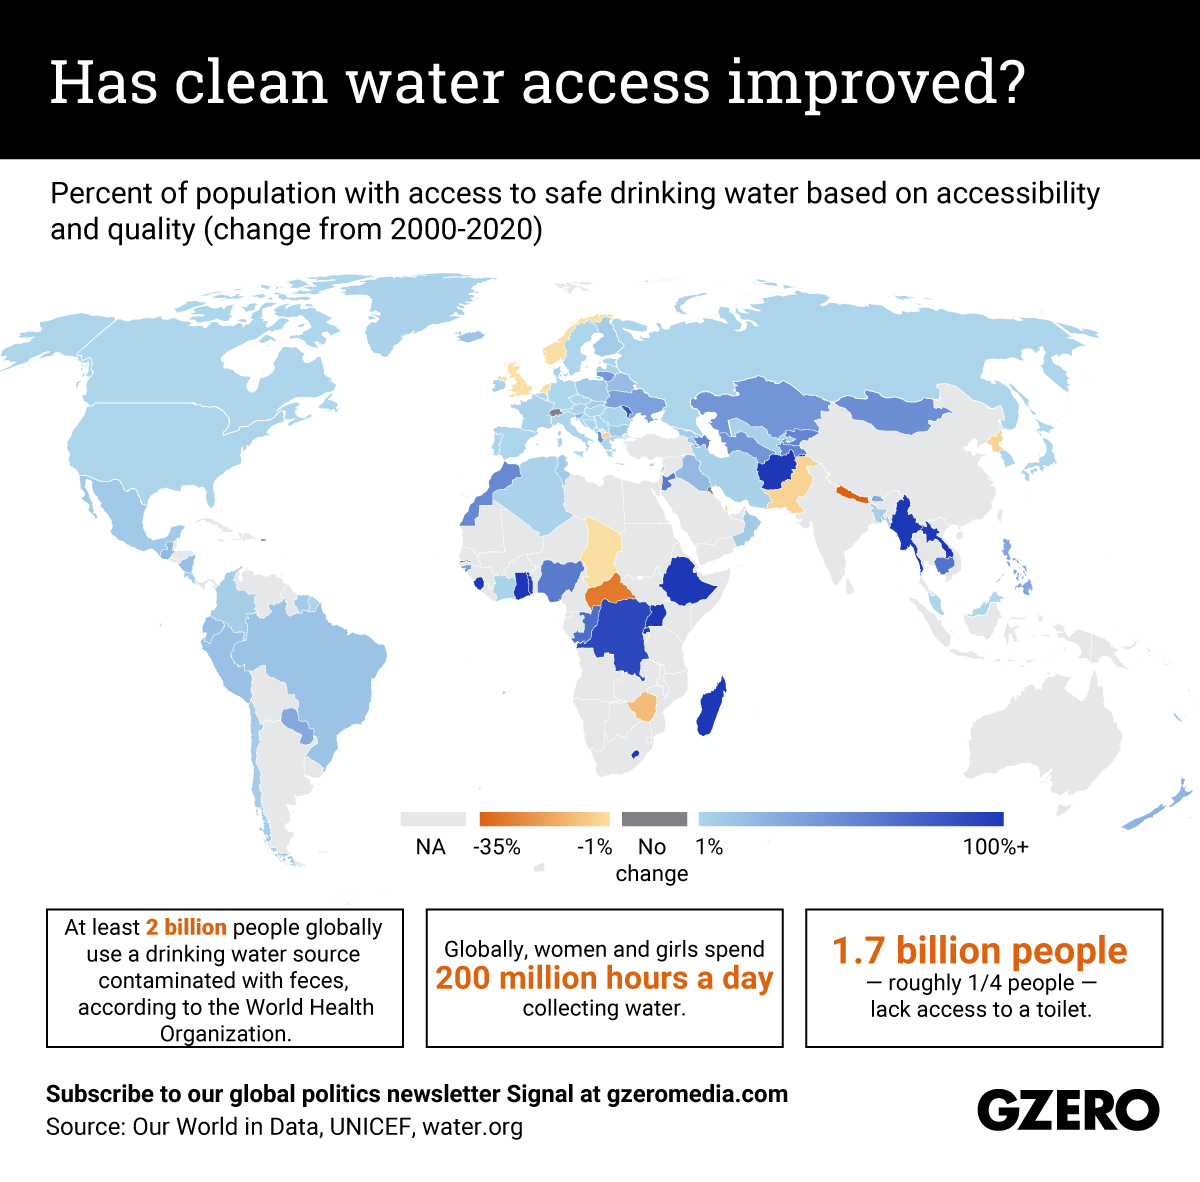 Has clean water access improved?
Percent of population with access to safe drinking water based on accessibility
and quality (change from 2000-2020)
NA
-35%
-1%
No
change
1%
100%+
At least 2 billion people globally
use a drinking water source
contaminated with feces,
according to the World Health
Organization.
Globally, women and girls spend
200 million hours a day
collecting water.
1.7 billion people
— roughly 1/4 people —
lack access to a toilet.
Subscribe to our global politics newsletter Signal at gzeromedia.com
Source: Our World in Data, UNICEF, water.org
GZERO